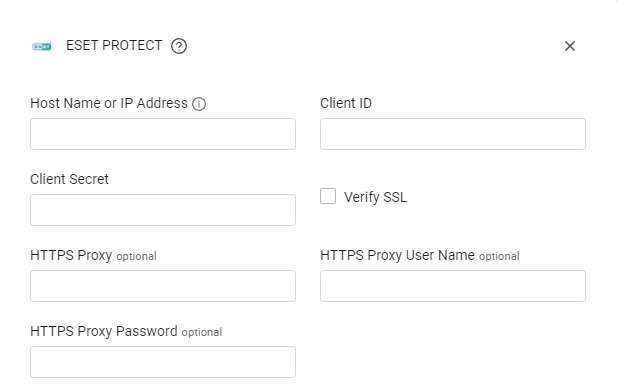 ESET PROTECT ?
Host Name or IP Address i
Client ID
Client Secret
Verify SSL
HTTPS Proxy optional
HTTPS Proxy User Name optional
HTTPS Proxy Password optional